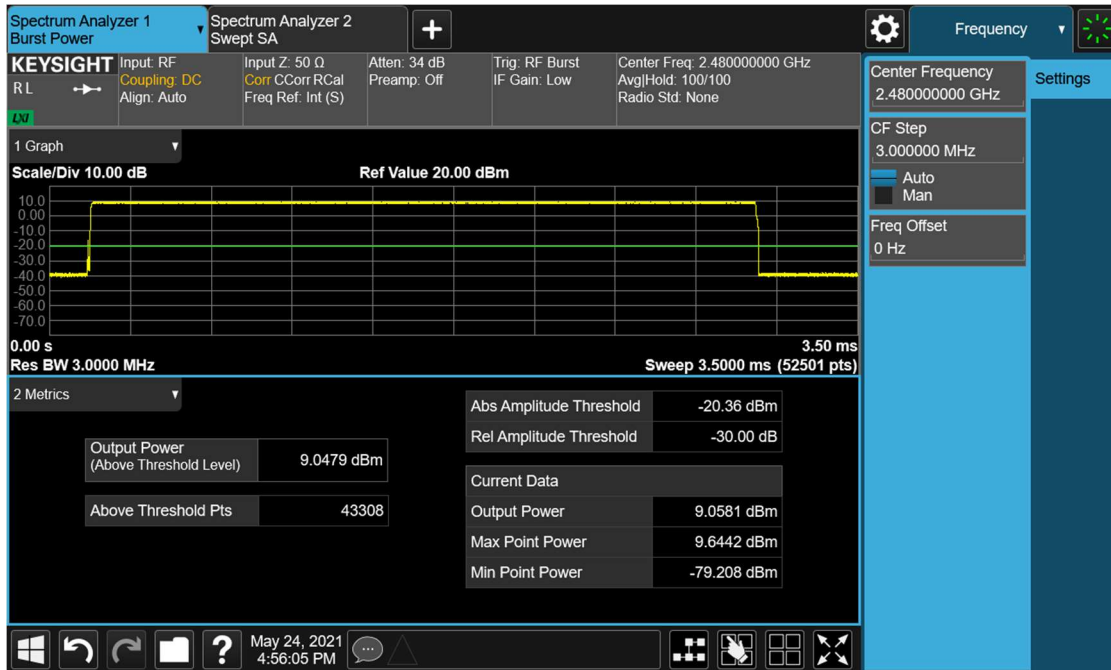 Spectrum Analyzer 1
Burst Power
Spectrum Analyzer 2
Swept SA
+
Frequency
KEYSIGHT
RL
LXI
Input: RF
Coupling: DC
Align: Auto
Input Z: 50 Ω
Corr CCorr RCal
Freq Ref: Int (S)
Atten: 34 dB
Preamp: Off
Trig: RF Burst
IF Gain: Low
Center Freq: 2.480000000 GHz
Avg|Hold: 100/100
Radio Std: None
Center Frequency
2.480000000 GHz
Settings
CF Step
3.000000 MHz
Auto
Man
Freq Offset
0 Hz
1 Graph
Scale/Div 10.00 dB
Ref Value 20.00 dBm
10.0
0.00
-10.0
-20.0
-30.0
-40.0
-50.0
-60.0
-70.0
0.00 s
3.50 ms
Res BW 3.0000 MHz
Sweep 3.5000 ms (52501 pts)
2 Metrics
Output Power
(Above Threshold Level)
9.0479 dBm
Above Threshold Pts
43308
Abs Amplitude Threshold
-20.36 dBm
Rel Amplitude Threshold
-30.00 dB
Current Data
Output Power
9.0581 dBm
Max Point Power
9.6442 dBm
Min Point Power
-79.208 dBm
?
May 24, 2021
4:56:05 PM